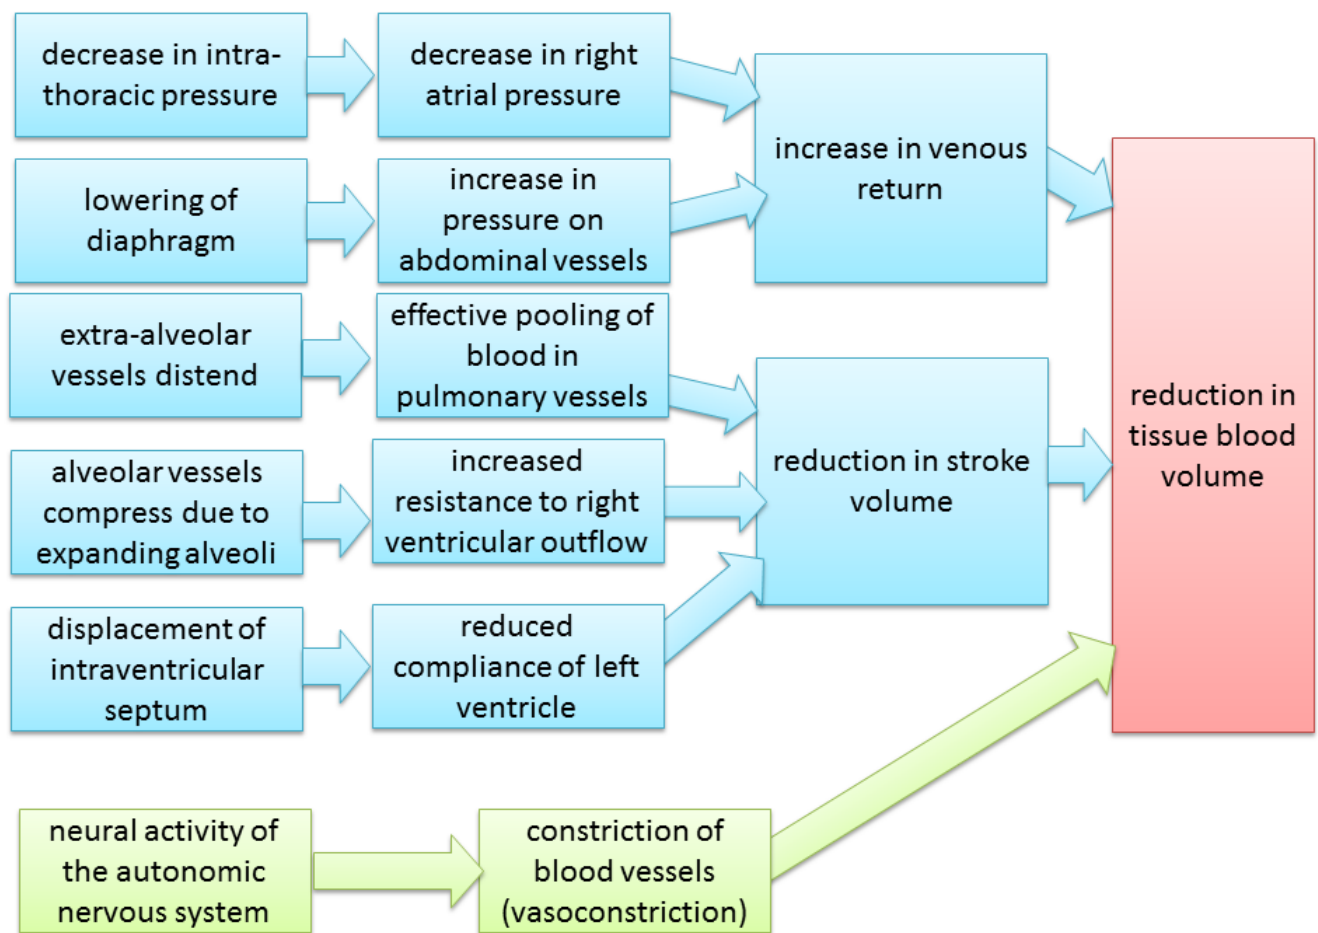 decrease in intra-
thoracic pressure
decrease in right
atrial pressure
increase in venous
return
lowering of
diaphragm
increase in
pressure on
abdominal vessels
extra-alveolar
vessels distend
effective pooling of
blood in
pulmonary vessels
reduction in stroke
volume
reduction in
tissue blood
volume
alveolar vessels
compress due to
expanding alveoli
increased
resistance to right
ventricular outflow
displacement of
intraventricular
septum
reduced
compliance of left
ventricle
neural activity of
the autonomic
nervous system
constriction of
blood vessels
(vasoconstriction)